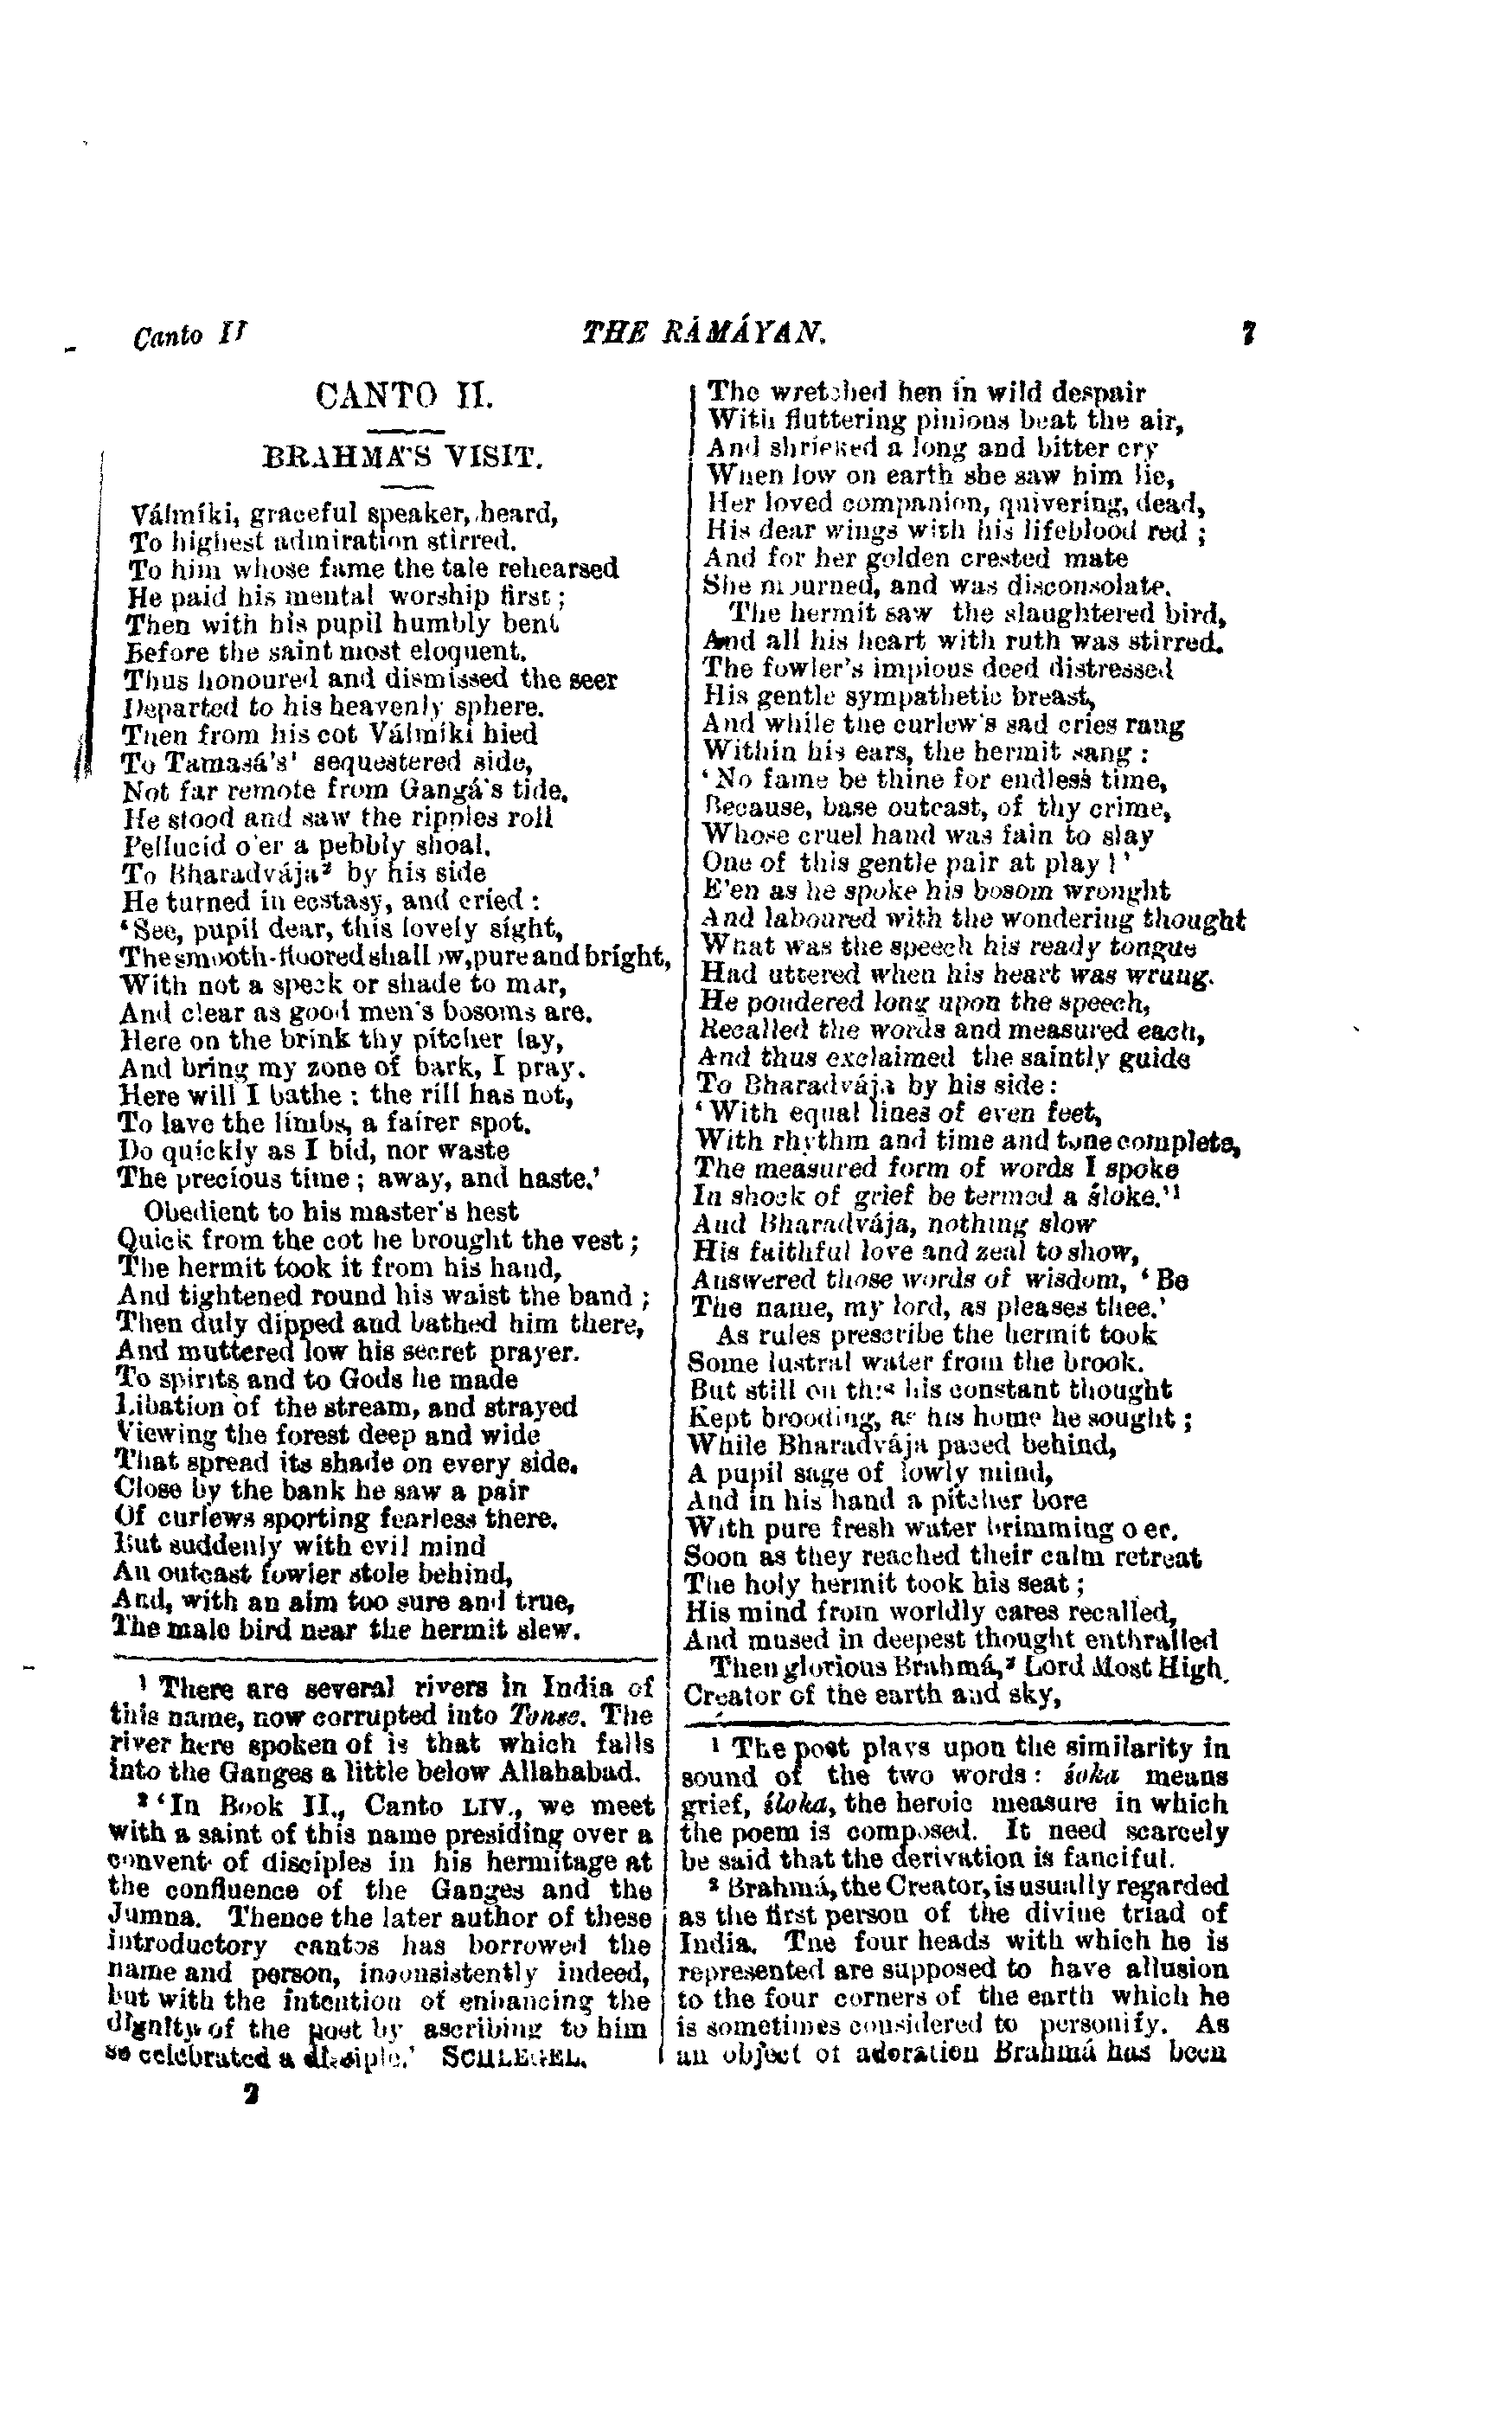 Canto II
THE RÁMÁYAN.
7
CANTO II.
BRAHMA'S VISIT.
Válmíki, graceful speaker, heard,
To highest admiration stirred.
To him whose fame the tale rehearsed
He paid his mental worship first;
Then with his pupil humbly bent
Before the saint most eloquent.
Thus honoured and dismissed the seer
Departed to his heavenly sphere.
Then from his cot Válmíki hied
To Tamasá's¹ sequestered side,
Not far remote from Gangá's tide.
He stood and saw the ripples roll
Pellucid o'er a pebbly shoal.
To Bharadvája² by his side
He turned in ecstasy, and cried:
'See, pupil dear, this lovely sight,
The smooth-floored shallow, pure and bright,
With not a speck or shade to mar,
And clear as good men's bosoms are.
Here on the brink thy pitcher lay,
And bring my zone of bark, I pray.
Here will I bathe: the rill has not,
To lave the limbs, a fairer spot.
Do quickly as I bid, nor waste
The precious time; away, and haste.'
Obedient to his master's hest
Quick from the cot he brought the vest;
The hermit took it from his hand,
And tightened round his waist the band;
Then duly dipped and bathed him there,
And muttered low his secret prayer.
To spirits and to Gods he made
Libation of the stream, and strayed
Viewing the forest deep and wide
That spread its shade on every side.
Close by the bank he saw a pair
Of curlews sporting fearless there.
But suddenly with evil mind
An outcast fowler stole behind,
And, with an aim too sure and true,
The male bird near the hermit slew.
¹ There are several rivers in India of
this name, now corrupted into Tonse. The
river here spoken of is that which falls
into the Ganges a little below Allahabad.
² 'In Book II., Canto LIV., we meet
with a saint of this name presiding over a
convent of disciples in his hermitage at
the confluence of the Ganges and the
Jumna. Thence the later author of these
introductory cantos has borrowed the
name and person, inconsistently indeed,
but with the intention of enhancing the
dignity of the poet by ascribing to him
so celebrated a disciple.' SCHLEGEL.
2
The wretched hen in wild despair
With fluttering pinions beat the air,
And shrieked a long and bitter cry
When low on earth she saw him lie,
Her loved companion, quivering, dead,
His dear wings with his lifeblood red;
And for her golden crested mate
She mourned, and was disconsolate.
The hermit saw the slaughtered bird,
And all his heart with ruth was stirred.
The fowler's impious deed distressed
His gentle sympathetic breast,
And while the curlew's sad cries rang
Within his ears, the hermit sang:
'No fame be thine for endless time,
Because, base outcast, of thy crime,
Whose cruel hand was fain to slay
One of this gentle pair at play!'
E'en as he spoke his bosom wrought
And laboured with the wondering thought
What was the speech his ready tongue
Had uttered when his heart was wrung.
He pondered long upon the speech,
Recalled the words and measured each,
And thus exclaimed the saintly guide
To Bharadvája by his side:
'With equal lines of even feet,
With rhythm and time and tone complete,
The measured form of words I spoke
In shock of grief be termed a śloke.'¹
And Bharadvája, nothing slow
His faithful love and zeal to show,
Answered those words of wisdom, 'Be
The name, my lord, as pleases thee.'
As rules prescribe the hermit took
Some lustral water from the brook.
But still on this his constant thought
Kept brooding, as his home he sought;
While Bharadvája paced behind,
A pupil sage of lowly mind,
And in his hand a pitcher bore
With pure fresh water brimming o'er.
Soon as they reached their calm retreat
The holy hermit took his seat;
His mind from worldly cares recalled,
And mused in deepest thought enthralled
Then glorious Brahmá,² Lord Most High,
Creator of the earth and sky,
¹ The poet plays upon the similarity in
sound of the two words: śoka means
grief, śloka, the heroic measure in which
the poem is composed. It need scarcely
be said that the derivation is fanciful.
² Brahmá, the Creator, is usually regarded
as the first person of the divine triad of
India. The four heads with which he is
represented are supposed to have allusion
to the four corners of the earth which he
is sometimes considered to personify. As
an object of adoration Brahmá has been